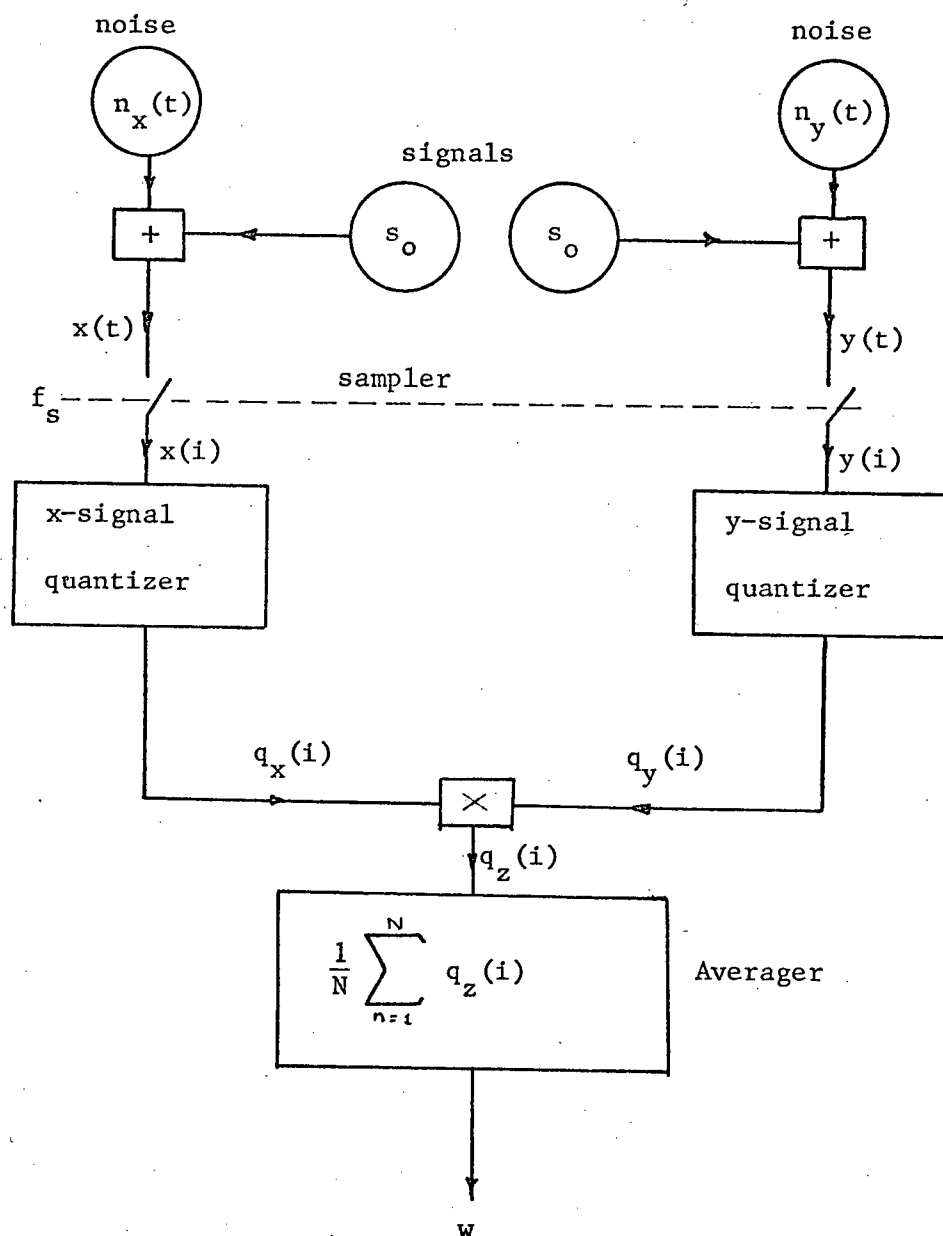 noise noise
n_x(t) n_y(t)
signals
+ s_o s_o +
x(t) y(t)
sampler
f_s
x(i) y(i)
x-signal y-signal
quantizer quantizer
q_x(i) q_y(i)
×
q_z(i)
1/N ∑_{n=1}^{N} q_z(i) Averager
w